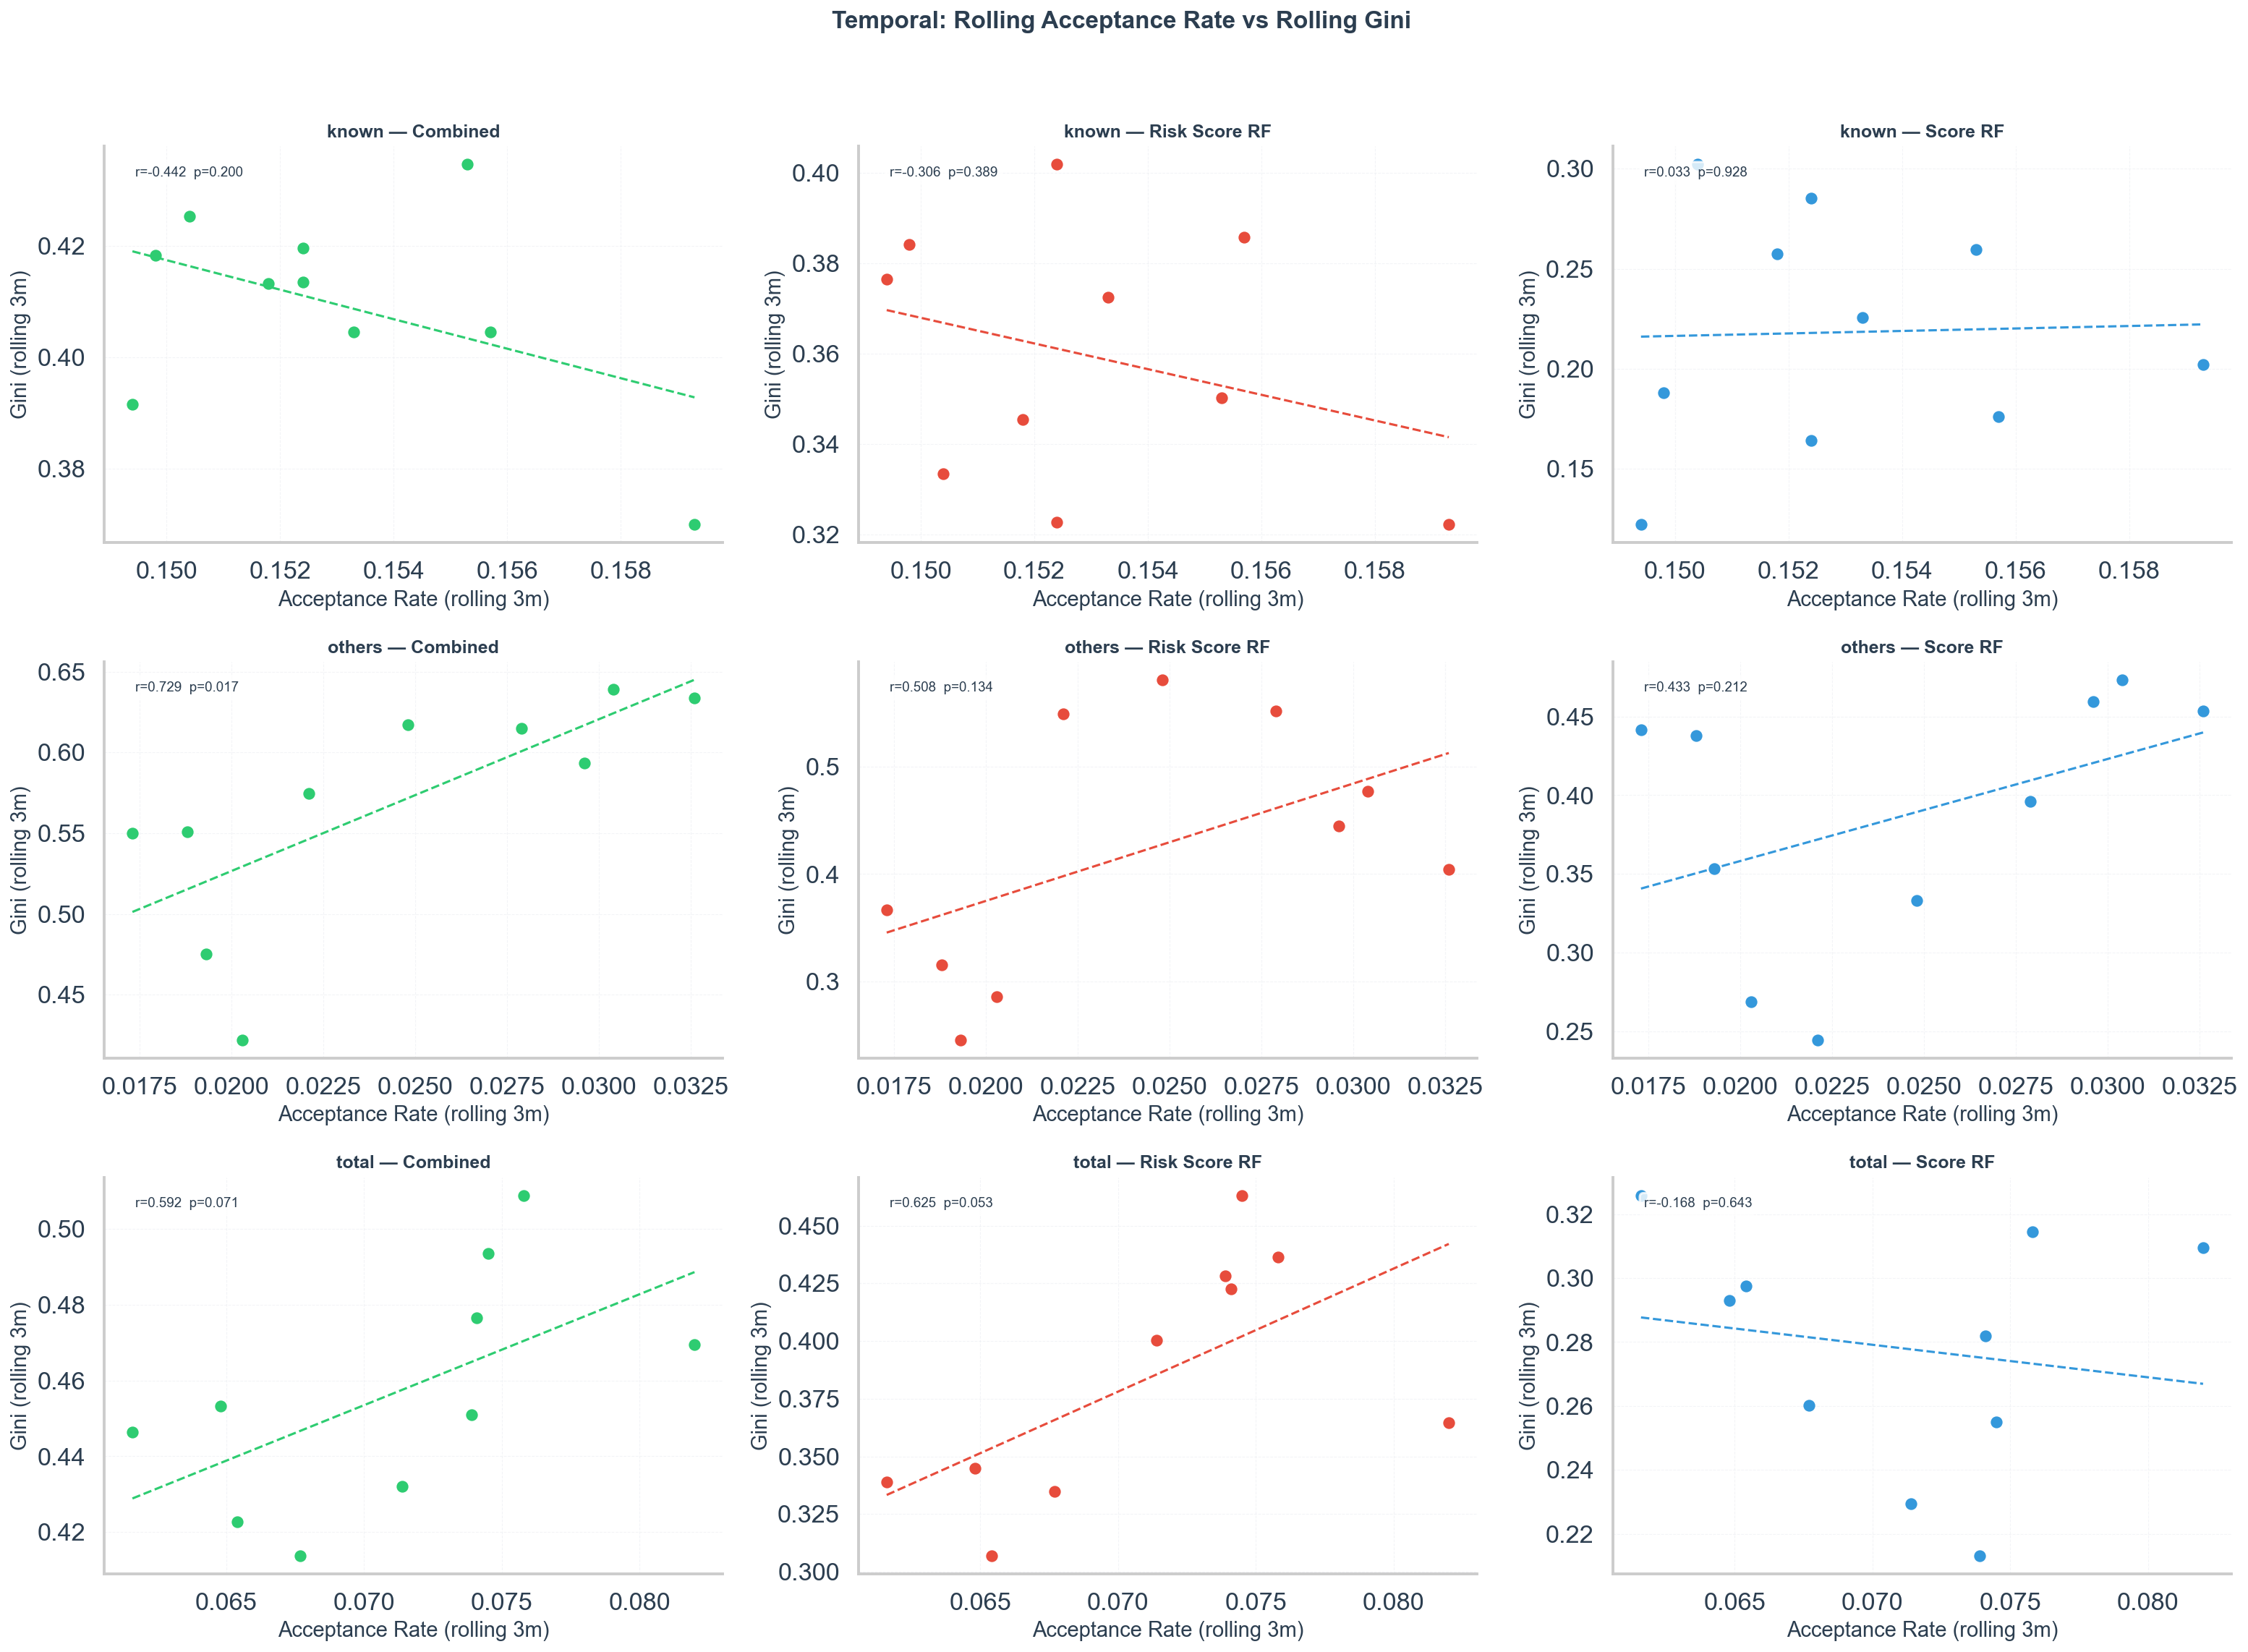 Temporal: Rolling Acceptance Rate vs Rolling Gini
known — Combined
r=-0.442 p=0.200
Gini (rolling 3m)
0.42
0.40
0.38
0.150 0.152 0.154 0.156 0.158
Acceptance Rate (rolling 3m)
known — Risk Score RF
r=-0.306 p=0.389
Gini (rolling 3m)
0.40
0.38
0.36
0.34
0.32
0.150 0.152 0.154 0.156 0.158
Acceptance Rate (rolling 3m)
known — Score RF
r=0.033 p=0.928
Gini (rolling 3m)
0.30
0.25
0.20
0.15
0.150 0.152 0.154 0.156 0.158
Acceptance Rate (rolling 3m)
others — Combined
r=0.729 p=0.017
Gini (rolling 3m)
0.65
0.60
0.55
0.50
0.45
0.0175 0.0200 0.0225 0.0250 0.0275 0.0300 0.0325
Acceptance Rate (rolling 3m)
others — Risk Score RF
r=0.508 p=0.134
Gini (rolling 3m)
0.5
0.4
0.3
0.0175 0.0200 0.0225 0.0250 0.0275 0.0300 0.0325
Acceptance Rate (rolling 3m)
others — Score RF
r=0.433 p=0.212
Gini (rolling 3m)
0.45
0.40
0.35
0.30
0.25
0.0175 0.0200 0.0225 0.0250 0.0275 0.0300 0.0325
Acceptance Rate (rolling 3m)
total — Combined
r=0.592 p=0.071
Gini (rolling 3m)
0.50
0.48
0.46
0.44
0.42
0.065 0.070 0.075 0.080
Acceptance Rate (rolling 3m)
total — Risk Score RF
r=0.625 p=0.053
Gini (rolling 3m)
0.450
0.425
0.400
0.375
0.350
0.325
0.300
0.065 0.070 0.075 0.080
Acceptance Rate (rolling 3m)
total — Score RF
r=-0.168 p=0.643
Gini (rolling 3m)
0.32
0.30
0.28
0.26
0.24
0.22
0.065 0.070 0.075 0.080
Acceptance Rate (rolling 3m)